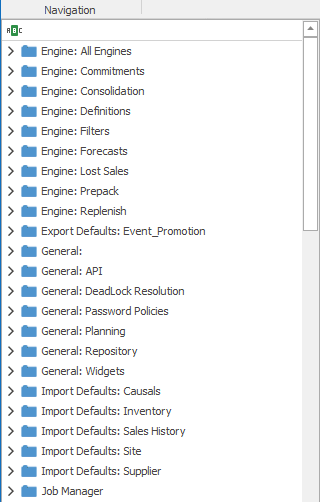 Navigation
ABC
Engine: All Engines
Engine: Commitments
Engine: Consolidation
Engine: Definitions
Engine: Filters
Engine: Forecasts
Engine: Lost Sales
Engine: Prepack
Engine: Replenish
Export Defaults: Event_Promotion
General:
General: API
General: DeadLock Resolution
General: Password Policies
General: Planning
General: Repository
General: Widgets
Import Defaults: Causals
Import Defaults: Inventory
Import Defaults: Sales History
Import Defaults: Site
Import Defaults: Supplier
Job Manager